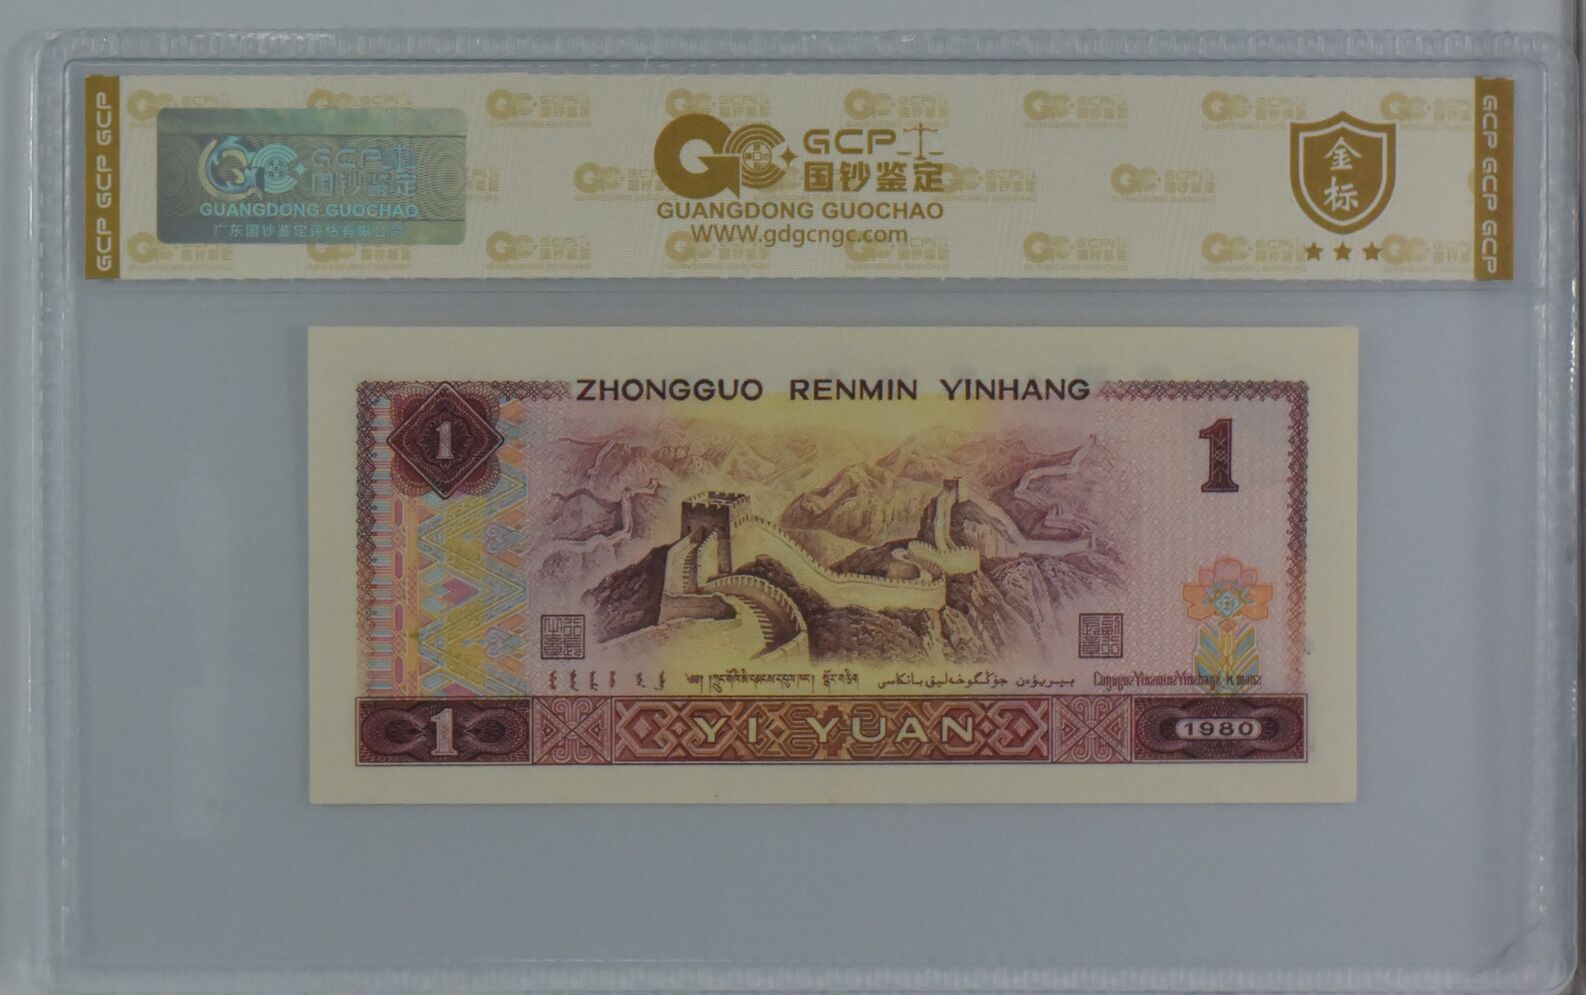 GCP GCP GCP
GCP
国钞鉴定
GUANGDONG GUOCHAO
广东国钞鉴定评估有限公司
GCP
国钞鉴定
GUANGDONG GUOCHAO
WWW.gdgcngc.com
金标
GCP GCP GCP
ZHONGGUO RENMIN YINHANG
1
1
1
YI YUAN
1980